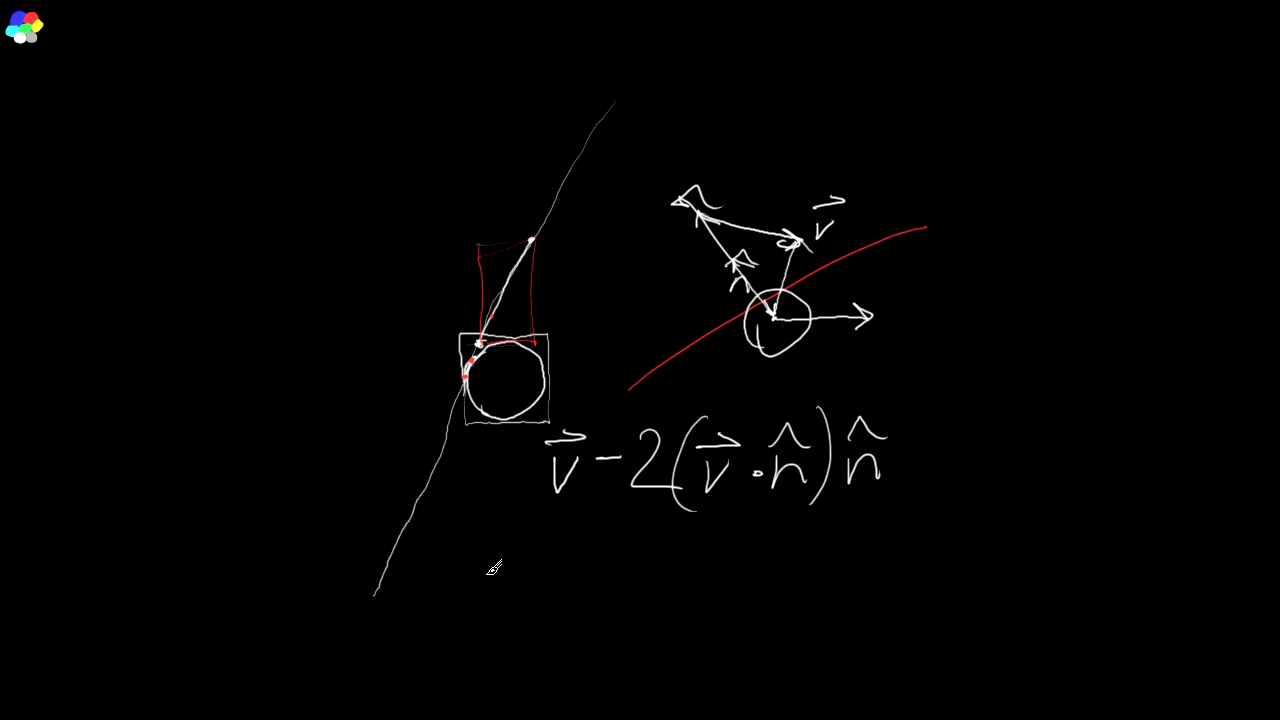 v⃗
n̂
v⃗ − 2(v⃗ · n̂) n̂